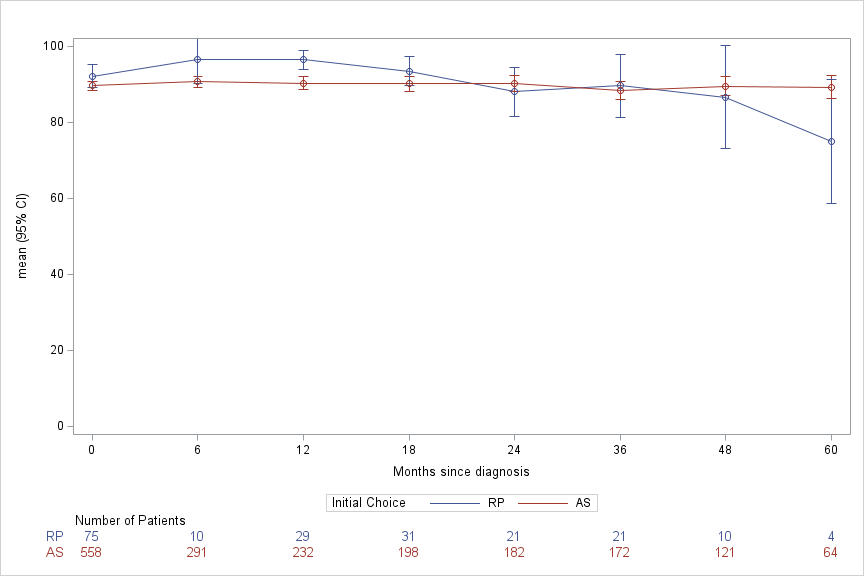 100
80
60
40
20
0
mean (95% CI)
0 6 12 18 24 36 48 60
Months since diagnosis
Initial Choice RP AS
Number of Patients
RP 75 10 29 31 21 21 10 4
AS 558 291 232 198 182 172 121 64